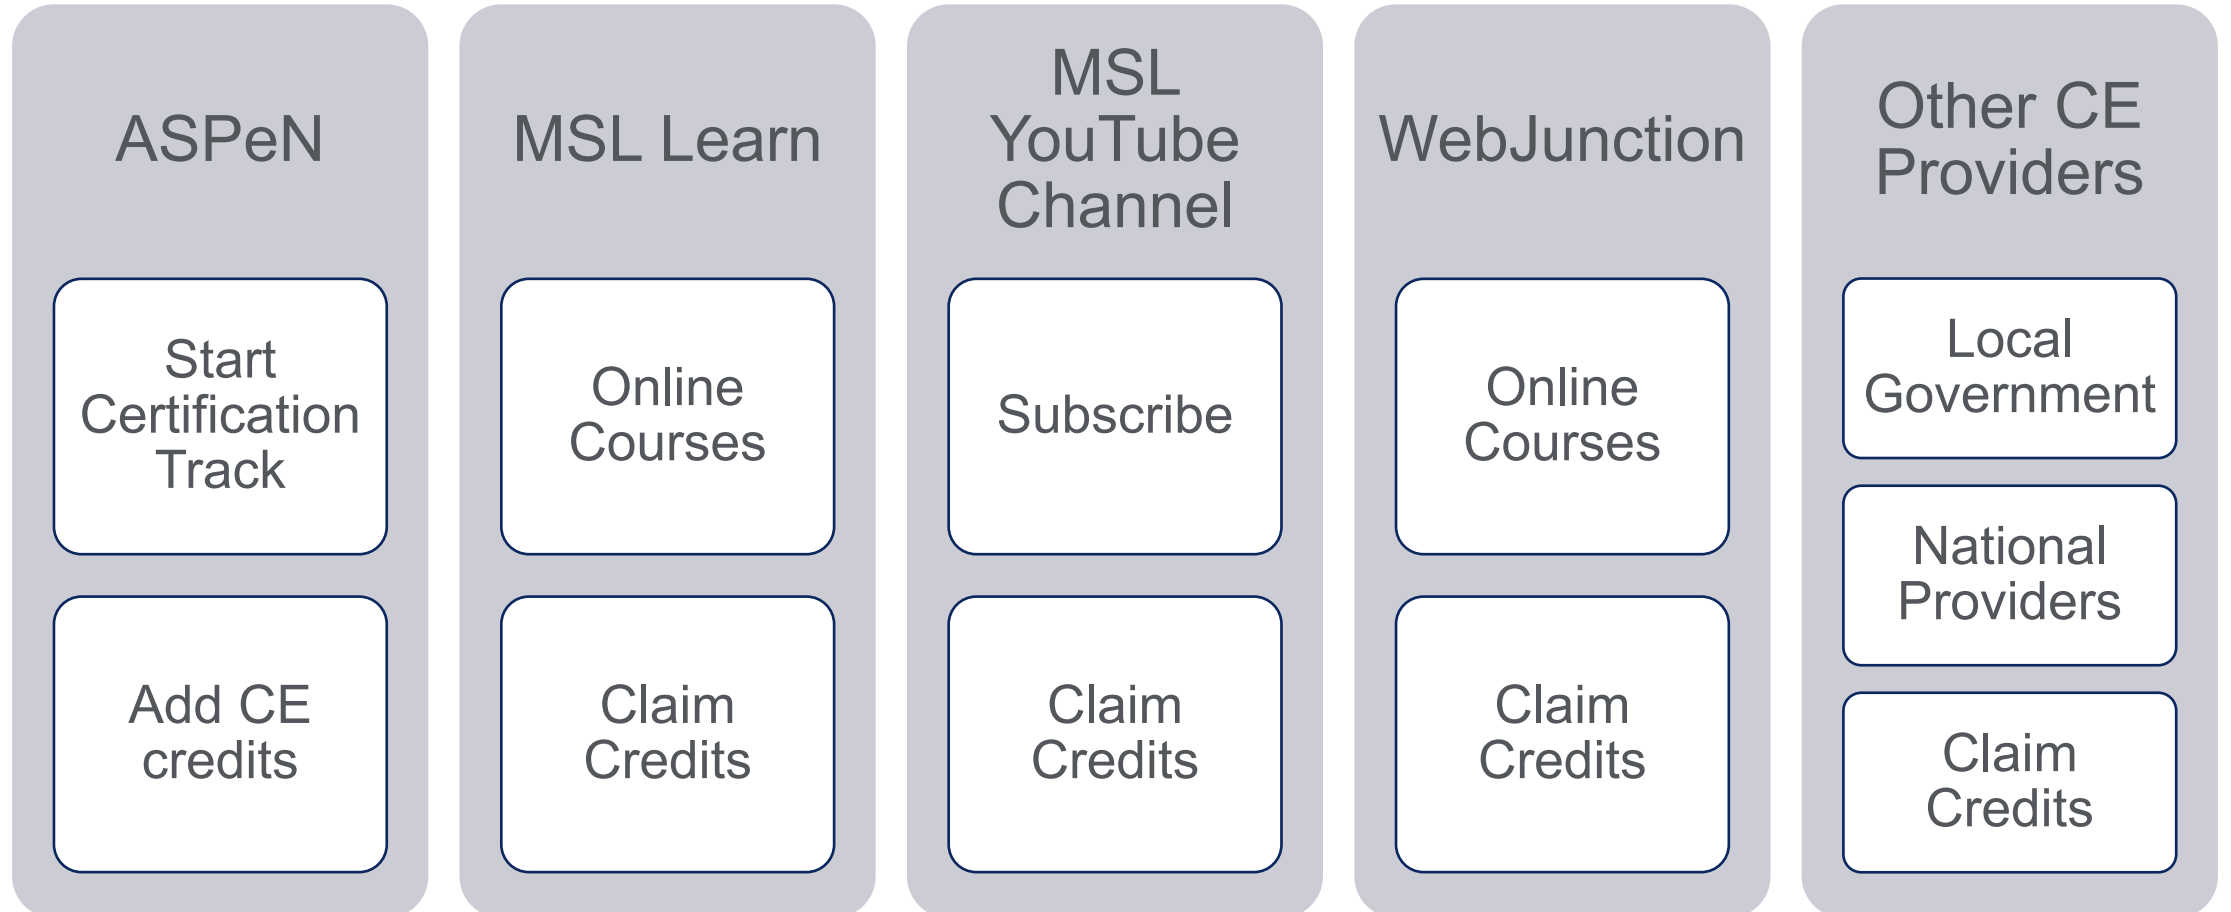 ASPeN
Start
Certification
Track
Add CE
credits
MSL Learn
Online
Courses
Claim
Credits
MSL
YouTube
Channel
Subscribe
Claim
Credits
WebJunction
Online
Courses
Claim
Credits
Other CE
Providers
Local
Government
National
Providers
Claim
Credits